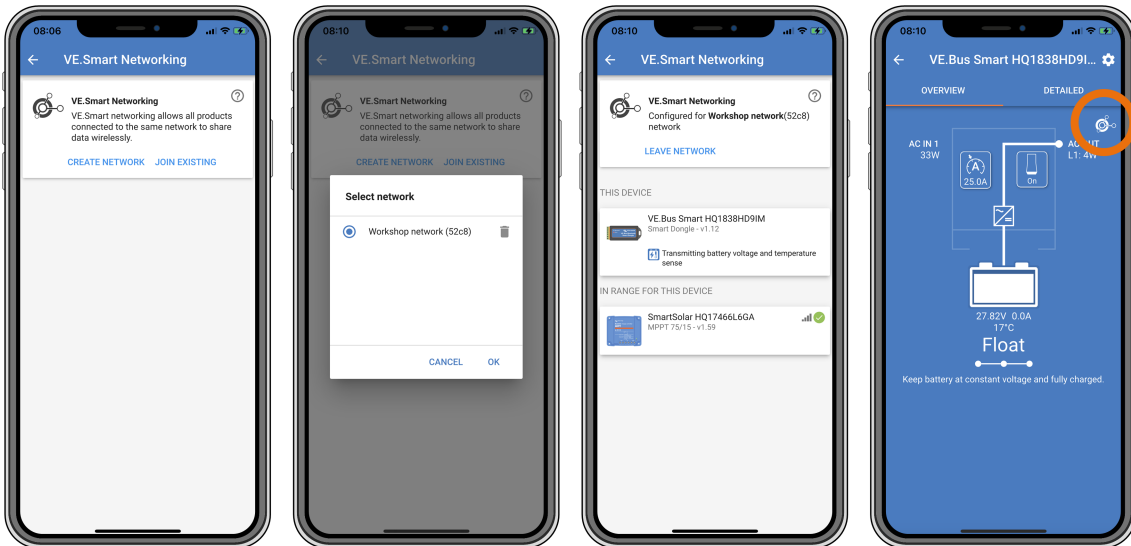 08:06
VE.Smart Networking
VE.Smart Networking
VE.Smart networking allows all products
connected to the same network to share
data wirelessly.
CREATE NETWORK JOIN EXISTING
08:10
VE.Smart Networking
VE.Smart Networking
VE.Smart networking allows all products
connected to the same network to share
data wirelessly.
CREATE NETWORK JOIN EXISTING
Select network
Workshop network (52c8)
CANCEL OK
08:10
VE.Smart Networking
VE.Smart Networking
Configured for Workshop network(52c8)
network
LEAVE NETWORK
THIS DEVICE
VE.Bus Smart HQ1838HD9IM
Smart Dongle - v1.12
Transmitting battery voltage and temperature
sense
IN RANGE FOR THIS DEVICE
SmartSolar HQ17466L6GA
MPPT 75/15 - v1.59
08:10
VE.Bus Smart HQ1838HD9I...
OVERVIEW DETAILED
AC IN 1
33W
AC OUT
L1: 4W
25.0A
On
27.82V 0.0A
17°C
Float
Keep battery at constant voltage and fully charged.